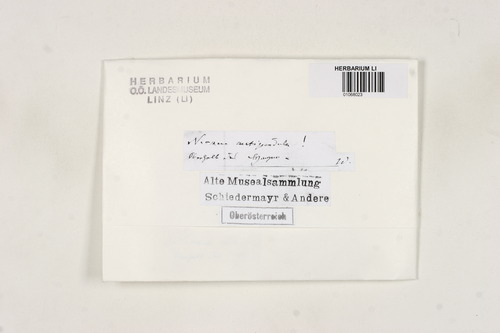 HERBARIUM
O.Ö. LANDESMUSEUM
LINZ (LI)
HERBARIUM LI
01068023
!
Alte Musealsammlung
Schiedermayr & Andere
Oberösterreich